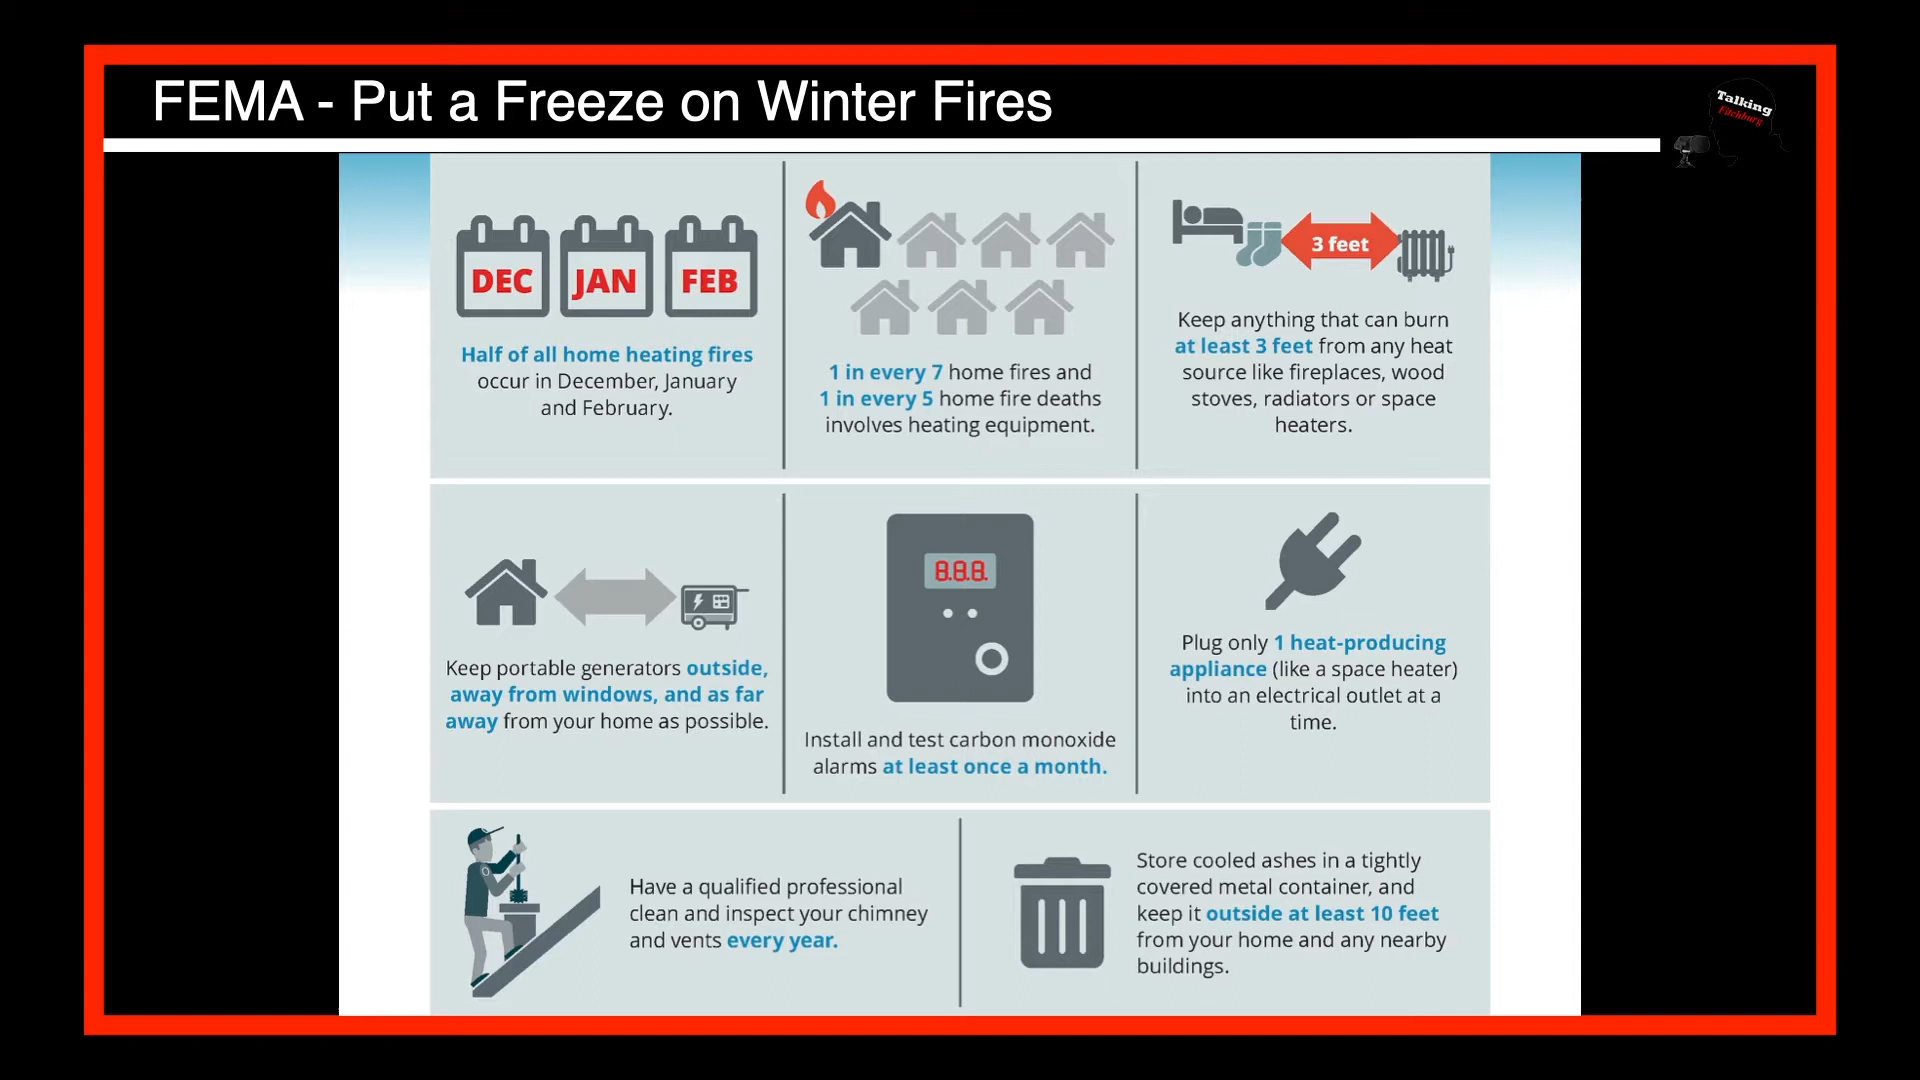 FEMA - Put a Freeze on Winter Fires
Talking
Fitchburg
DEC
JAN
FEB
Half of all home heating fires
occur in December, January
and February.
1 in every 7 home fires and
1 in every 5 home fire deaths
involves heating equipment.
3 feet
Keep anything that can burn
at least 3 feet from any heat
source like fireplaces, wood
stoves, radiators or space
heaters.
Keep portable generators outside,
away from windows, and as far
away from your home as possible.
8.8.8.
Install and test carbon monoxide
alarms at least once a month.
Plug only 1 heat-producing
appliance (like a space heater)
into an electrical outlet at a
time.
Have a qualified professional
clean and inspect your chimney
and vents every year.
Store cooled ashes in a tightly
covered metal container, and
keep it outside at least 10 feet
from your home and any nearby
buildings.